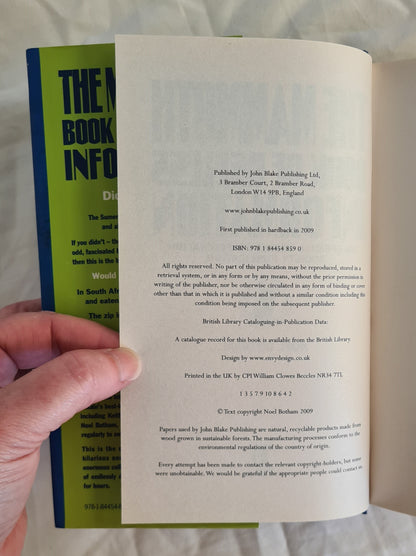 THE M
BOOK
INFO
Did
The Sumer
and a
If you didn't – the
odd, fascinating
then this is the b
Would
In South Afr
and eaten
The zip i
best-
including Keith
Noel Botham,
regularly to
This is the
hilarious an
enormous colle
of endlessly
for hours.
978-1-84454-8
Published by John Blake Publishing Ltd,
3 Bramber Court, 2 Bramber Road,
London W14 9PB, England
www.johnblakepublishing.co.uk
First published in hardback in 2009
ISBN: 978 1 84454 859 0
All rights reserved. No part of this publication may be reproduced, stored in a
retrieval system, or in any form or by any means, without the prior permission in
writing of the publisher, nor be otherwise circulated in any form of binding or cover
other than that in which it is published and without a similar condition including this
condition being imposed on the subsequent publisher.
British Library Cataloguing-in-Publication Data:
A catalogue record for this book is available from the British Library
Design by www.envydesign.co.uk
Printed in the UK by CPI William Clowes Beccles NR34 7TL
1 3 5 7 9 10 8 6 4 2
© Text copyright Noel Botham 2009
Papers used by John Blake Publishing are natural, recyclable products made from
wood grown in sustainable forests. The manufacturing processes conform to the
environmental regulations of the country of origin.
Every attempt has been made to contact the relevant copyright-holders, but some
were unobtainable. We would be grateful if the appropriate people could contact us.